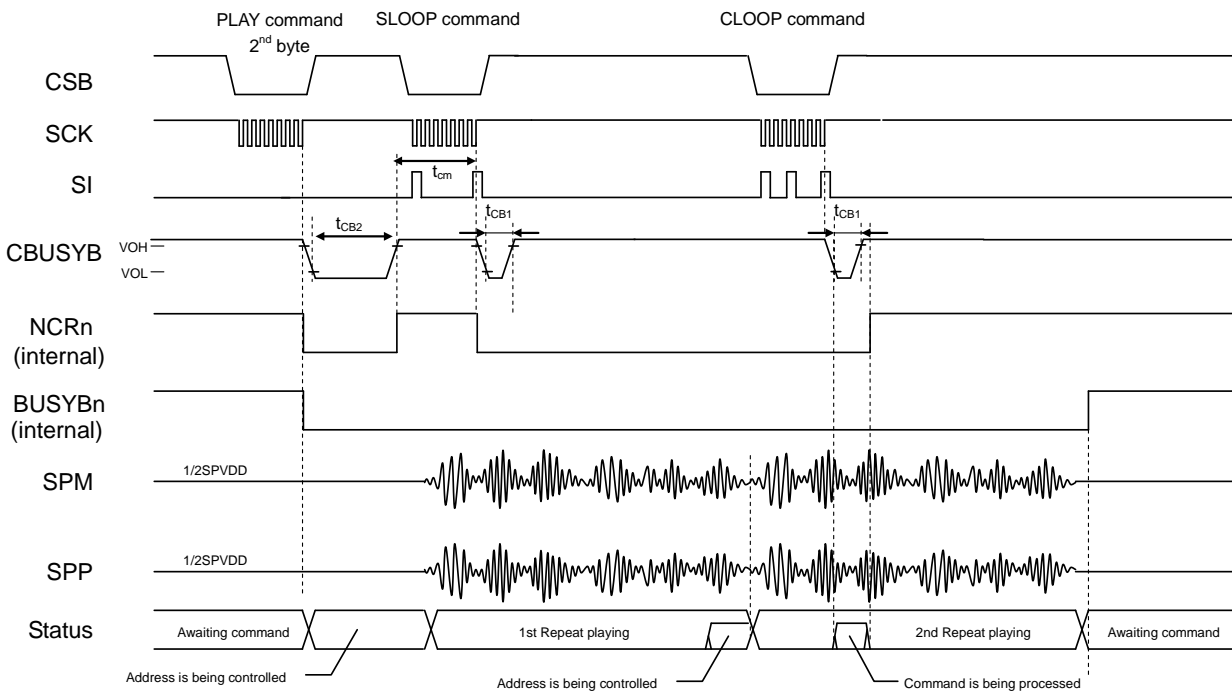 PLAY command
2nd byte
SLOOP command
CLOOP command
CSB
SCK
SI
tcm
tCB2
tCB1
tCB1
CBUSYB
VOH
VOL
NCRn
(internal)
BUSYBn
(internal)
SPM
1/2SPVDD
SPP
1/2SPVDD
Status
Awaiting command
1st Repeat playing
2nd Repeat playing
Awaiting command
Address is being controlled
Address is being controlled
Command is being processed